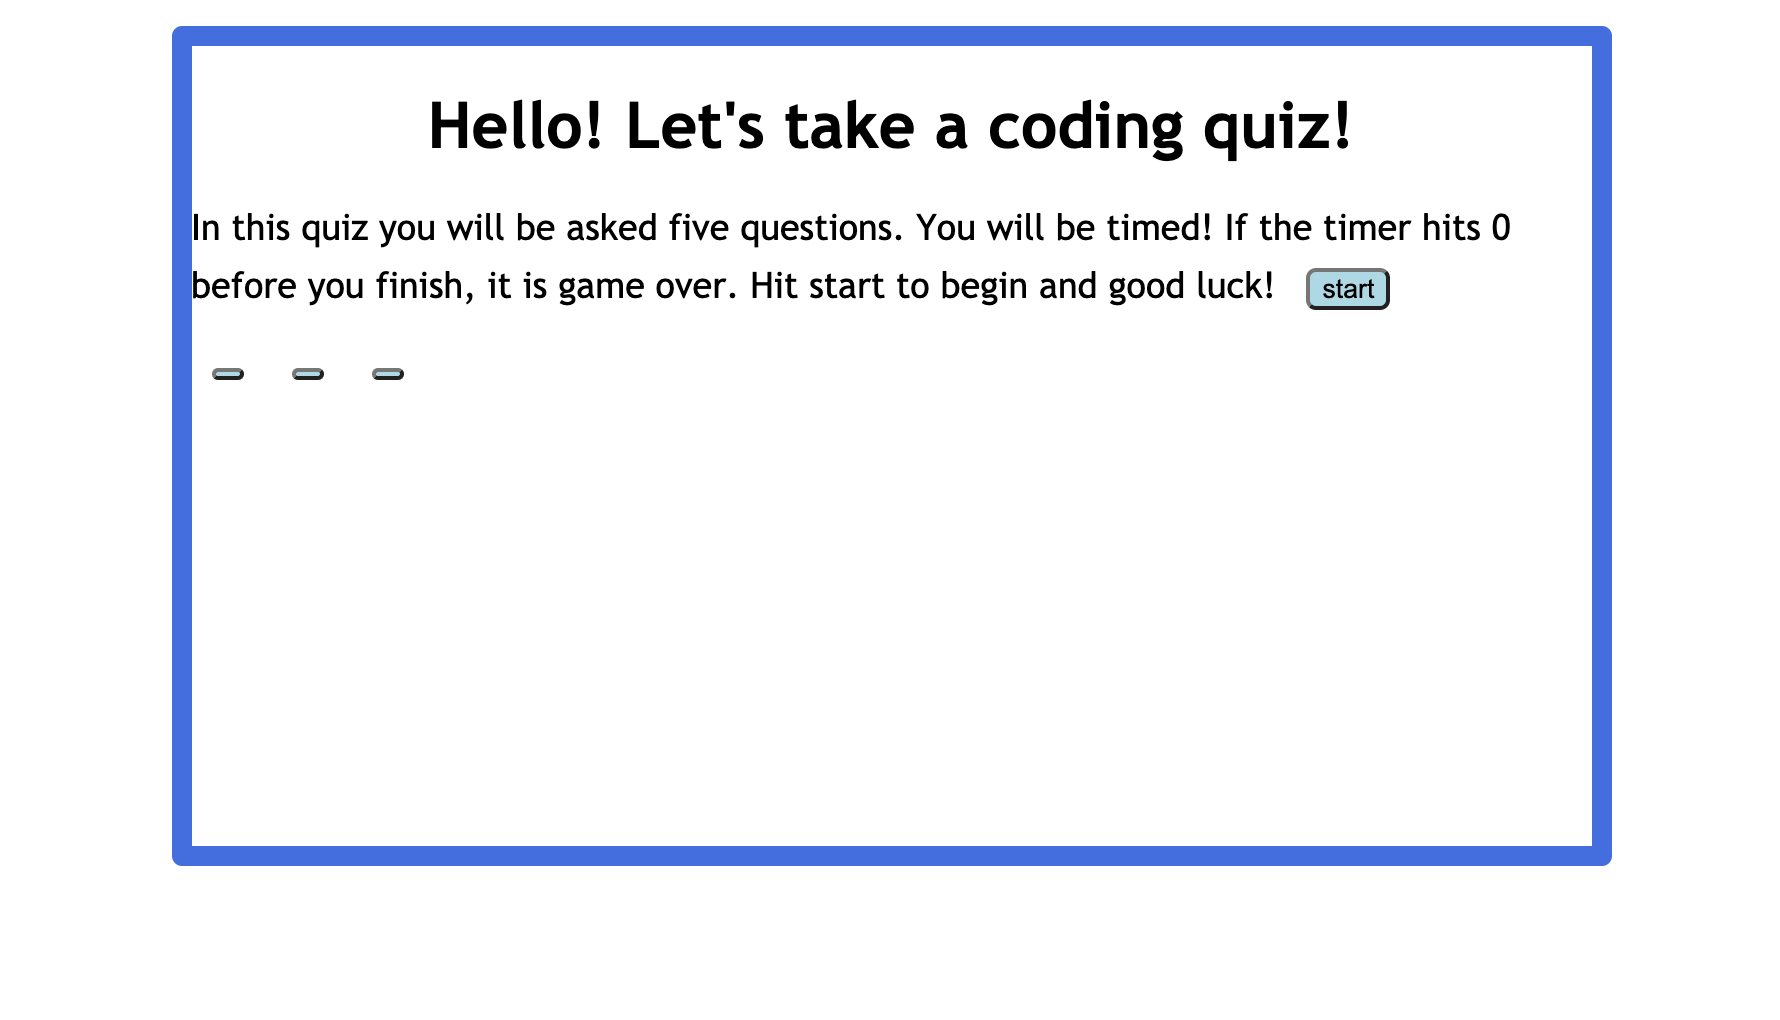 Hello! Let's take a coding quiz!
In this quiz you will be asked five questions. You will be timed! If the timer hits 0
before you finish, it is game over. Hit start to begin and good luck! start